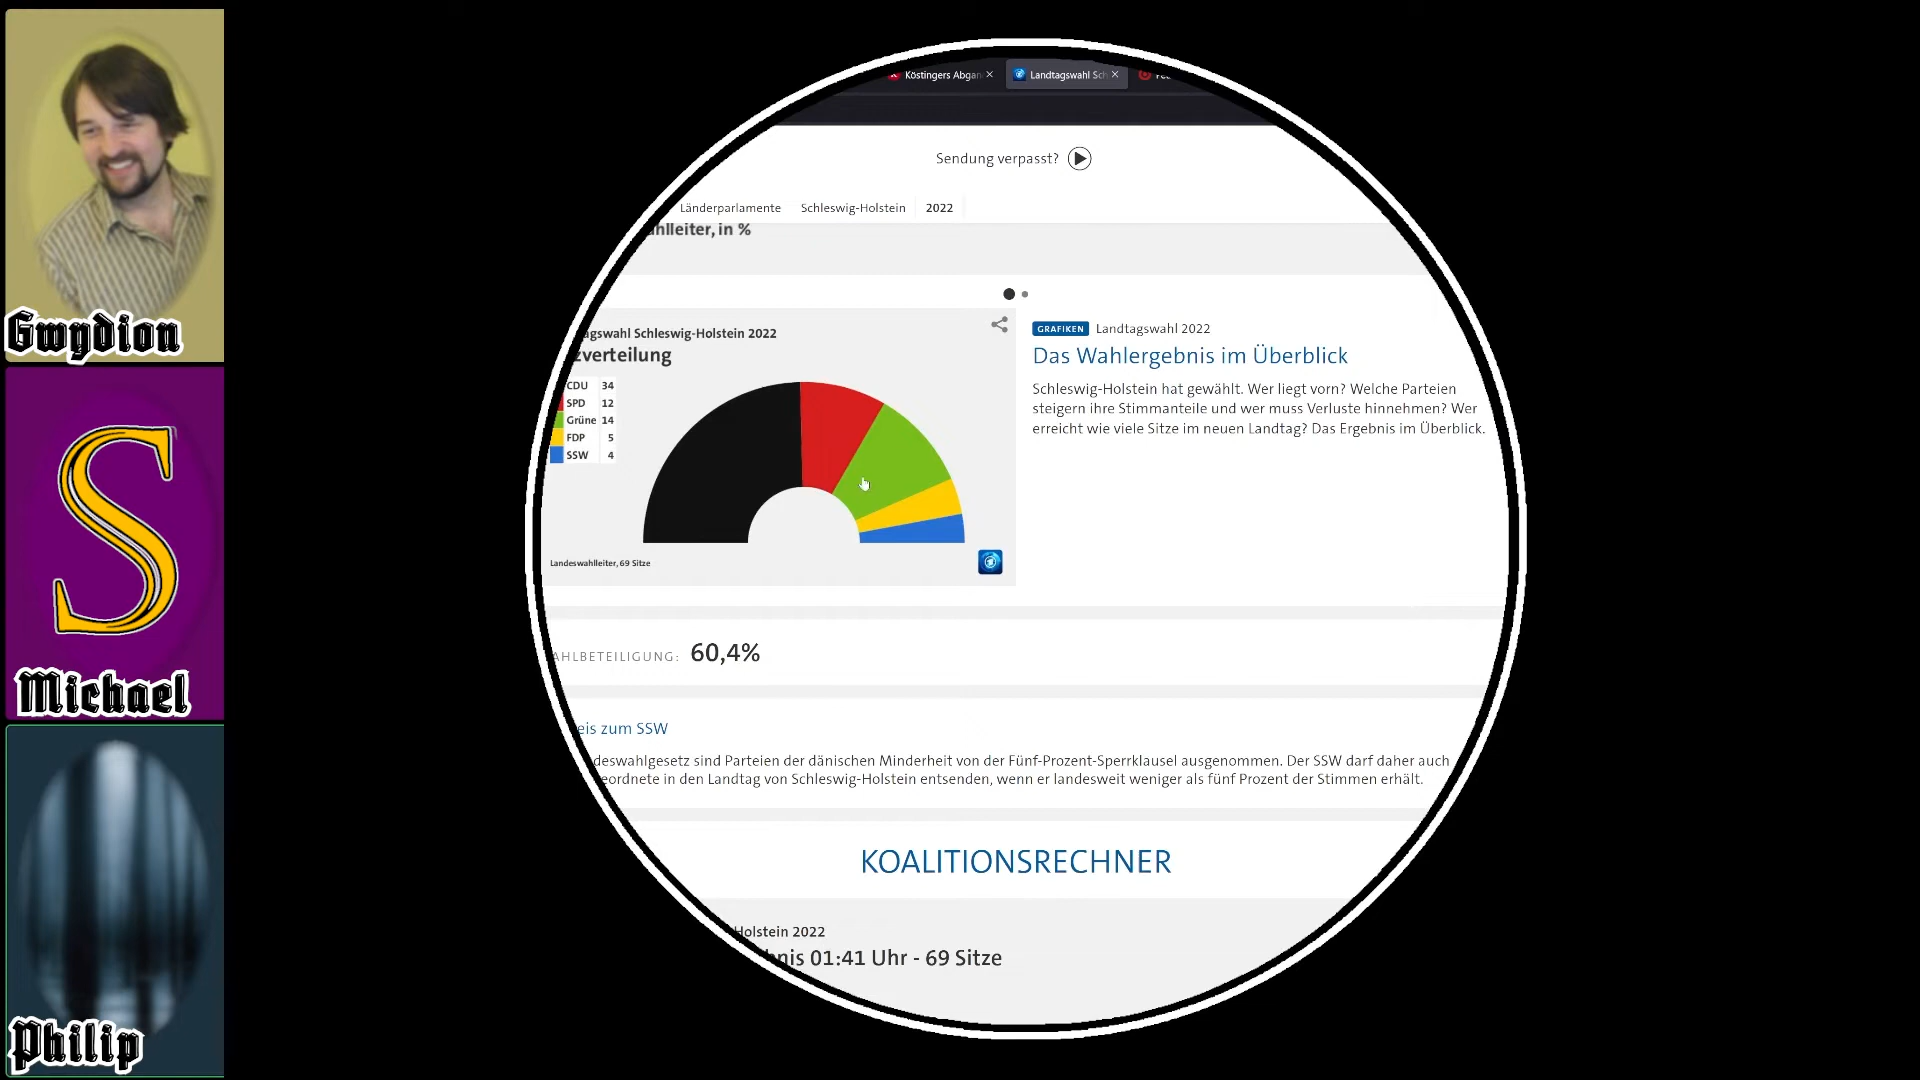 Gwydion
S
Michael
Philip
Köstingers Abgan
Landtagswahl Sch
Sendung verpasst?
Länderparlamente Schleswig-Holstein 2022
hlleiter, in %
agswahl Schleswig-Holstein 2022
zverteilung
CDU 34
SPD 12
Grüne 14
FDP 5
SSW 4
Landeswahlleiter, 69 Sitze
GRAFIKEN Landtagswahl 2022
Das Wahlergebnis im Überblick
Schleswig-Holstein hat gewählt. Wer liegt vorn? Welche Parteien
steigern ihre Stimmanteile und wer muss Verluste hinnehmen? Wer
erreicht wie viele Sitze im neuen Landtag? Das Ergebnis im Überblick.
AHLBETEILIGUNG: 60,4%
eis zum SSW
deswahlgesetz sind Parteien der dänischen Minderheit von der Fünf-Prozent-Sperrklausel ausgenommen. Der SSW darf daher auch
eordnete in den Landtag von Schleswig-Holstein entsenden, wenn er landesweit weniger als fünf Prozent der Stimmen erhält.
KOALITIONSRECHNER
Holstein 2022
nis 01:41 Uhr - 69 Sitze